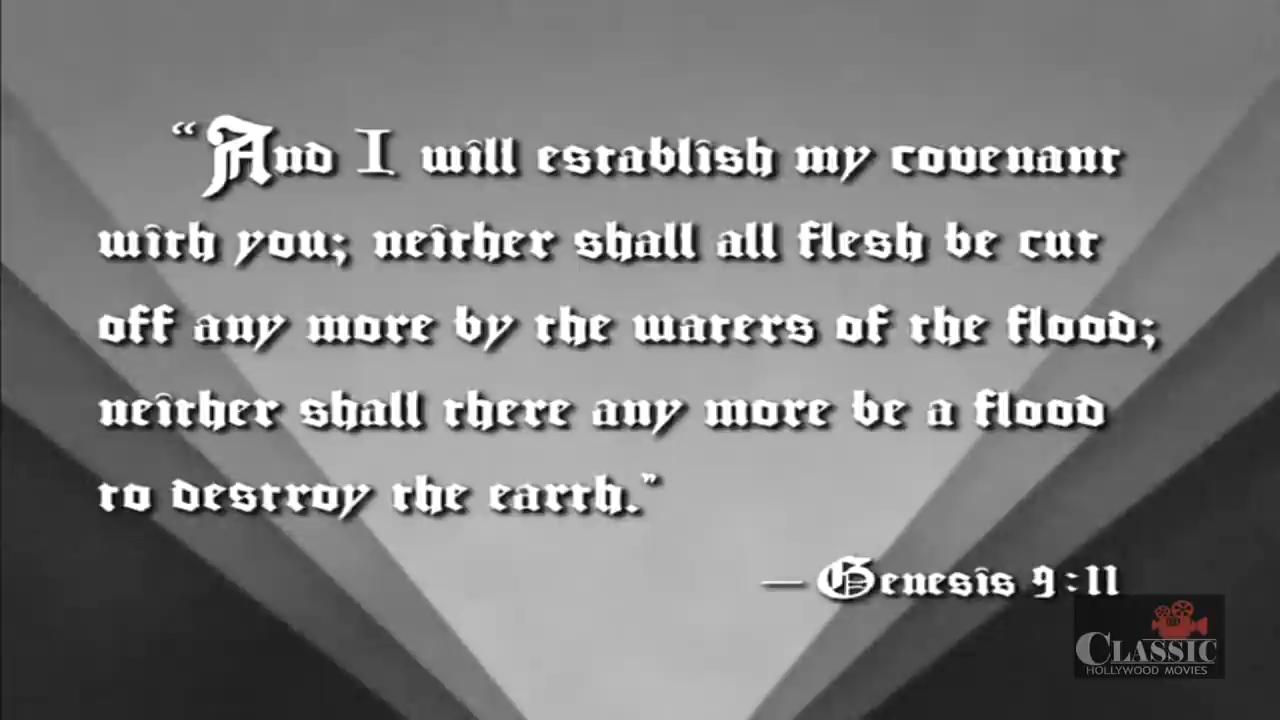 “And I will establish my covenant
with you; neither shall all flesh be cut
off any more by the waters of the flood;
neither shall there any more be a flood
to destroy the earth.”
— Genesis 9:11
CLASSIC
HOLLYWOOD MOVIES